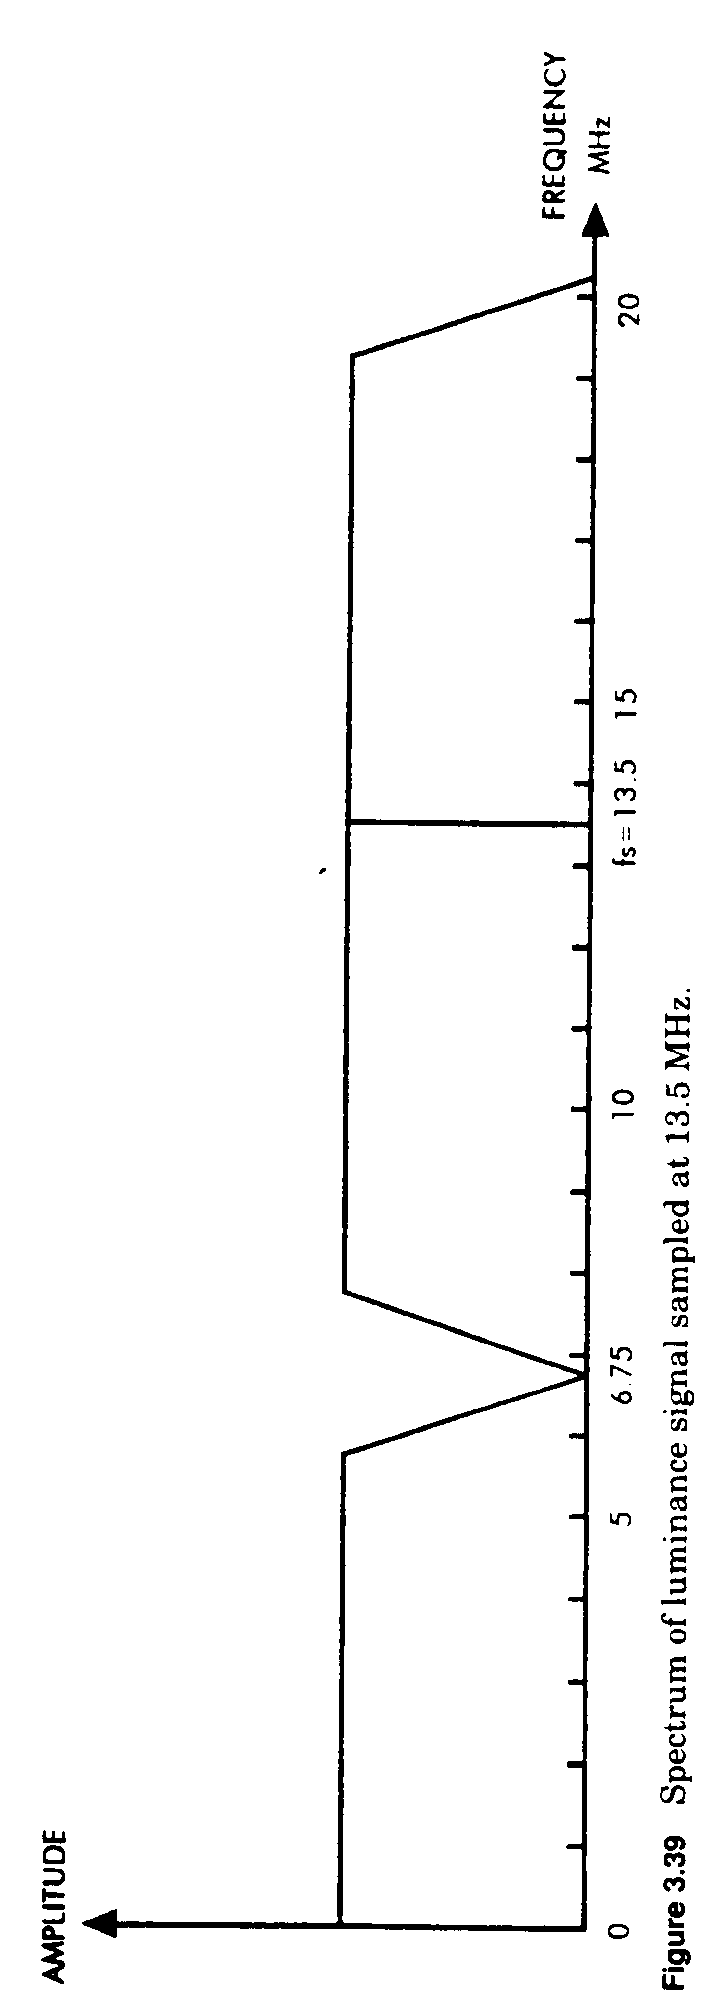 AMPLITUDE
FREQUENCY
MHz
0
5
6.75
10
fs = 13.5
15
20
Figure 3.39 Spectrum of luminance signal sampled at 13.5 MHz.